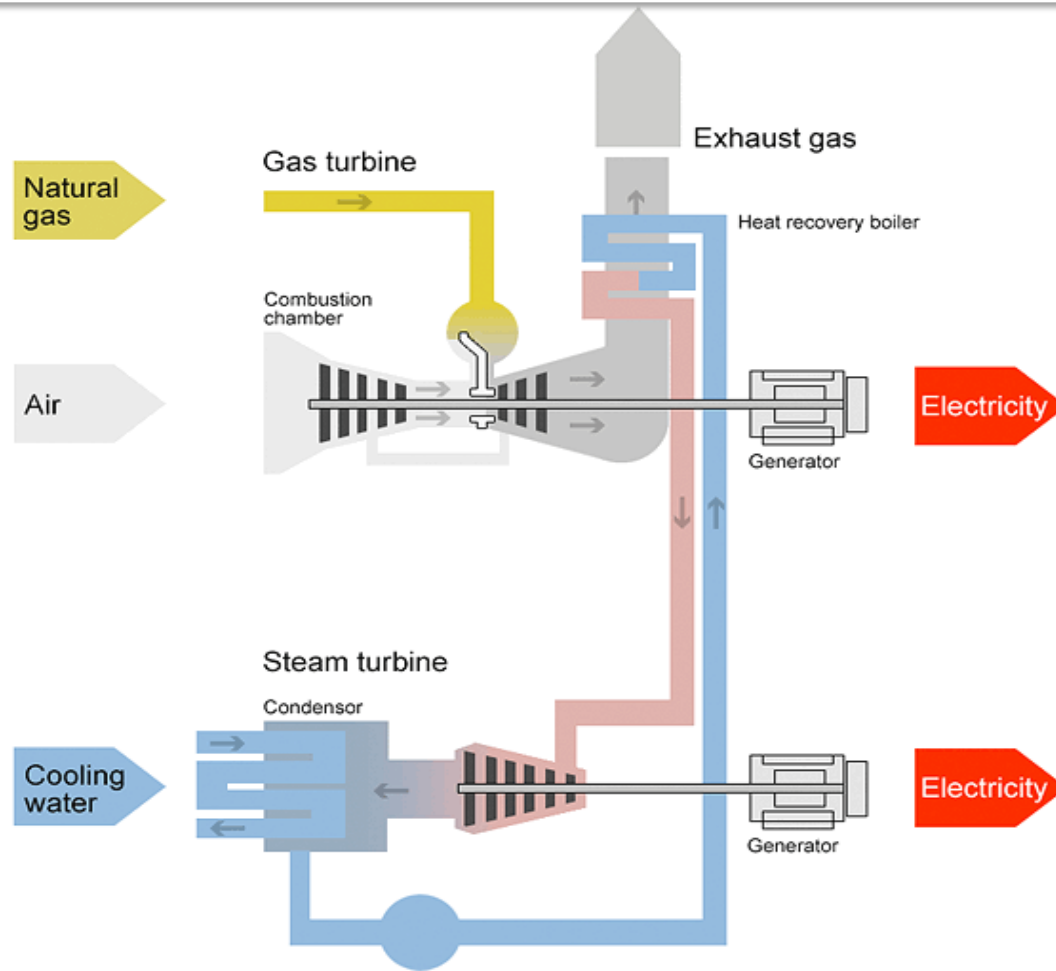 Exhaust gas
Gas turbine
Natural
gas
Heat recovery boiler
Combustion
chamber
Air
Electricity
Generator
Steam turbine
Condensor
Cooling
water
Electricity
Generator